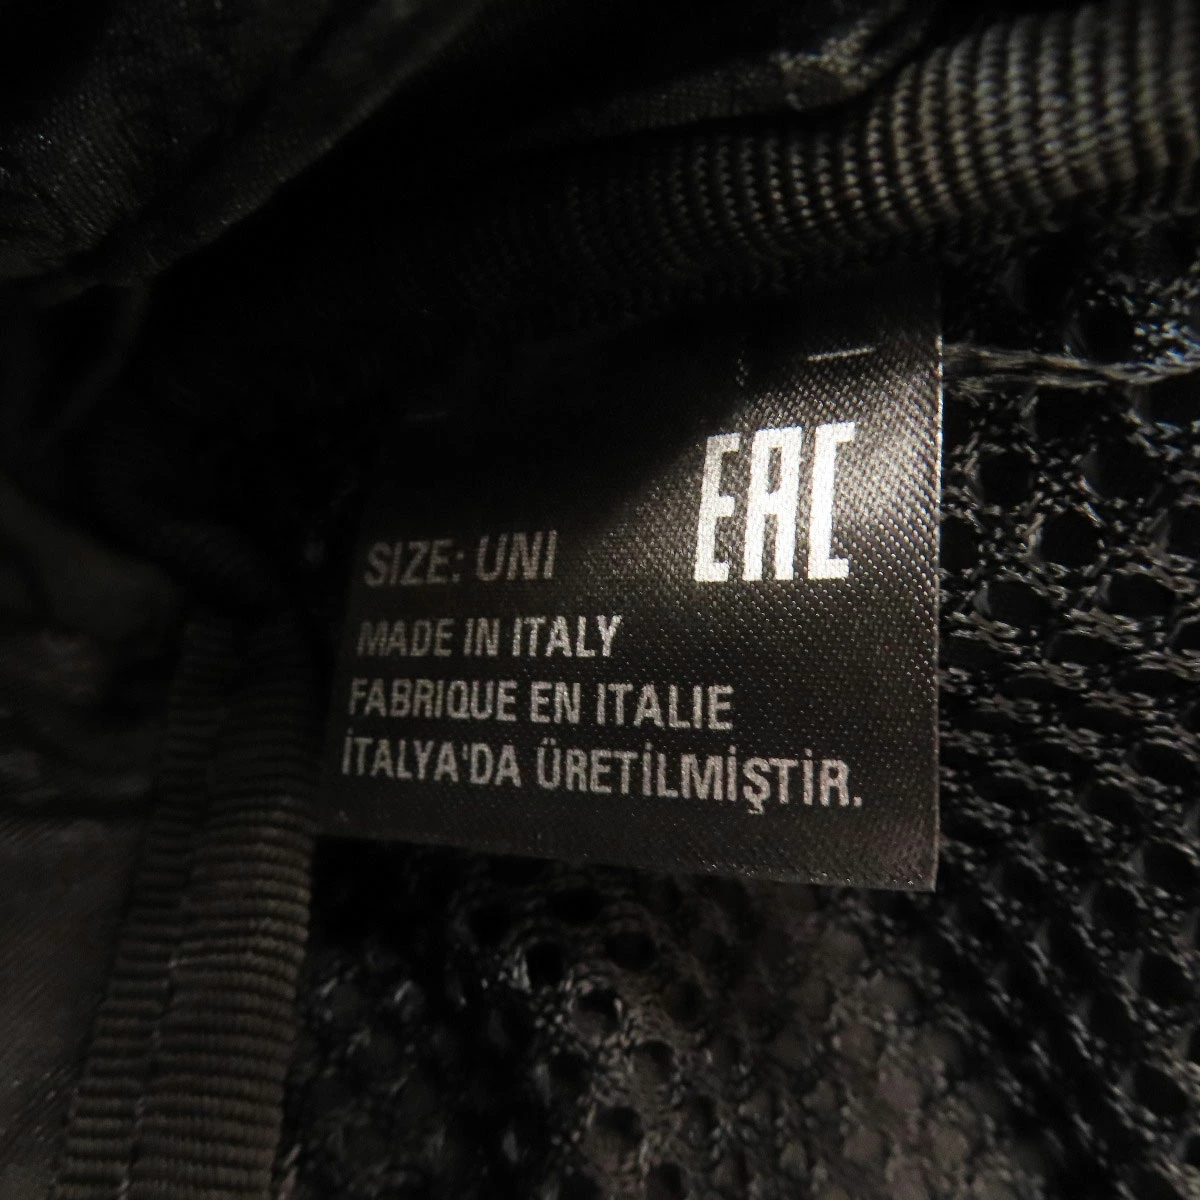 EAC
SIZE: UNI
MADE IN ITALY
FABRIQUE EN ITALIE
İTALYA'DA ÜRETİLMİŞTİR.